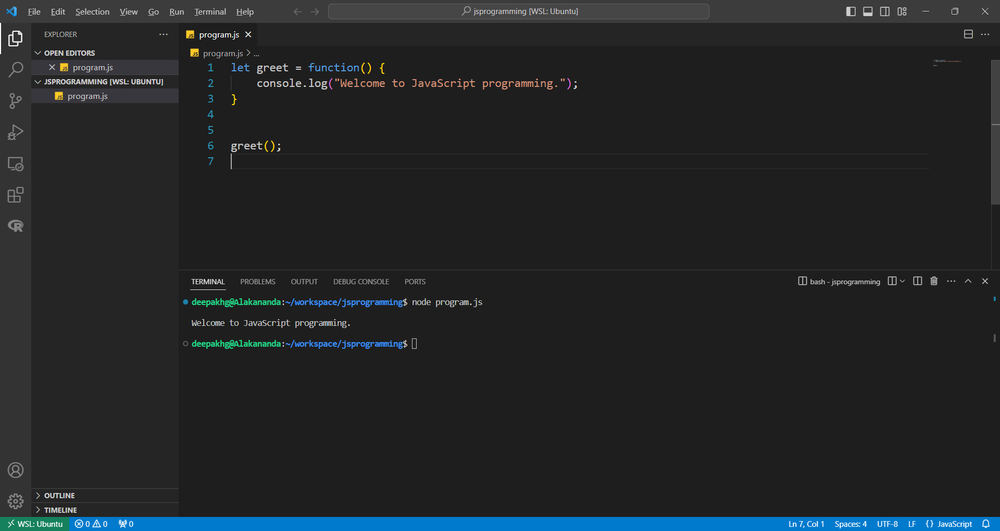 File Edit Selection View Go Run Terminal Help
jsprogramming [WSL: Ubuntu]
EXPLORER
OPEN EDITORS
JS program.js
JSPROGRAMMING [WSL: UBUNTU]
JS program.js
JS program.js
JS program.js > ...
1 let greet = function() {
2 console.log("Welcome to JavaScript programming.");
3 }
4
5
6 greet();
7
TERMINAL PROBLEMS OUTPUT DEBUG CONSOLE PORTS
bash - jsprogramming
deepakhg@Alakananda:~/workspace/jsprogramming$ node program.js
Welcome to JavaScript programming.
deepakhg@Alakananda:~/workspace/jsprogramming$
OUTLINE
TIMELINE
WSL: Ubuntu 0 0 0 Ln 7, Col 1 Spaces: 4 UTF-8 LF {} JavaScript